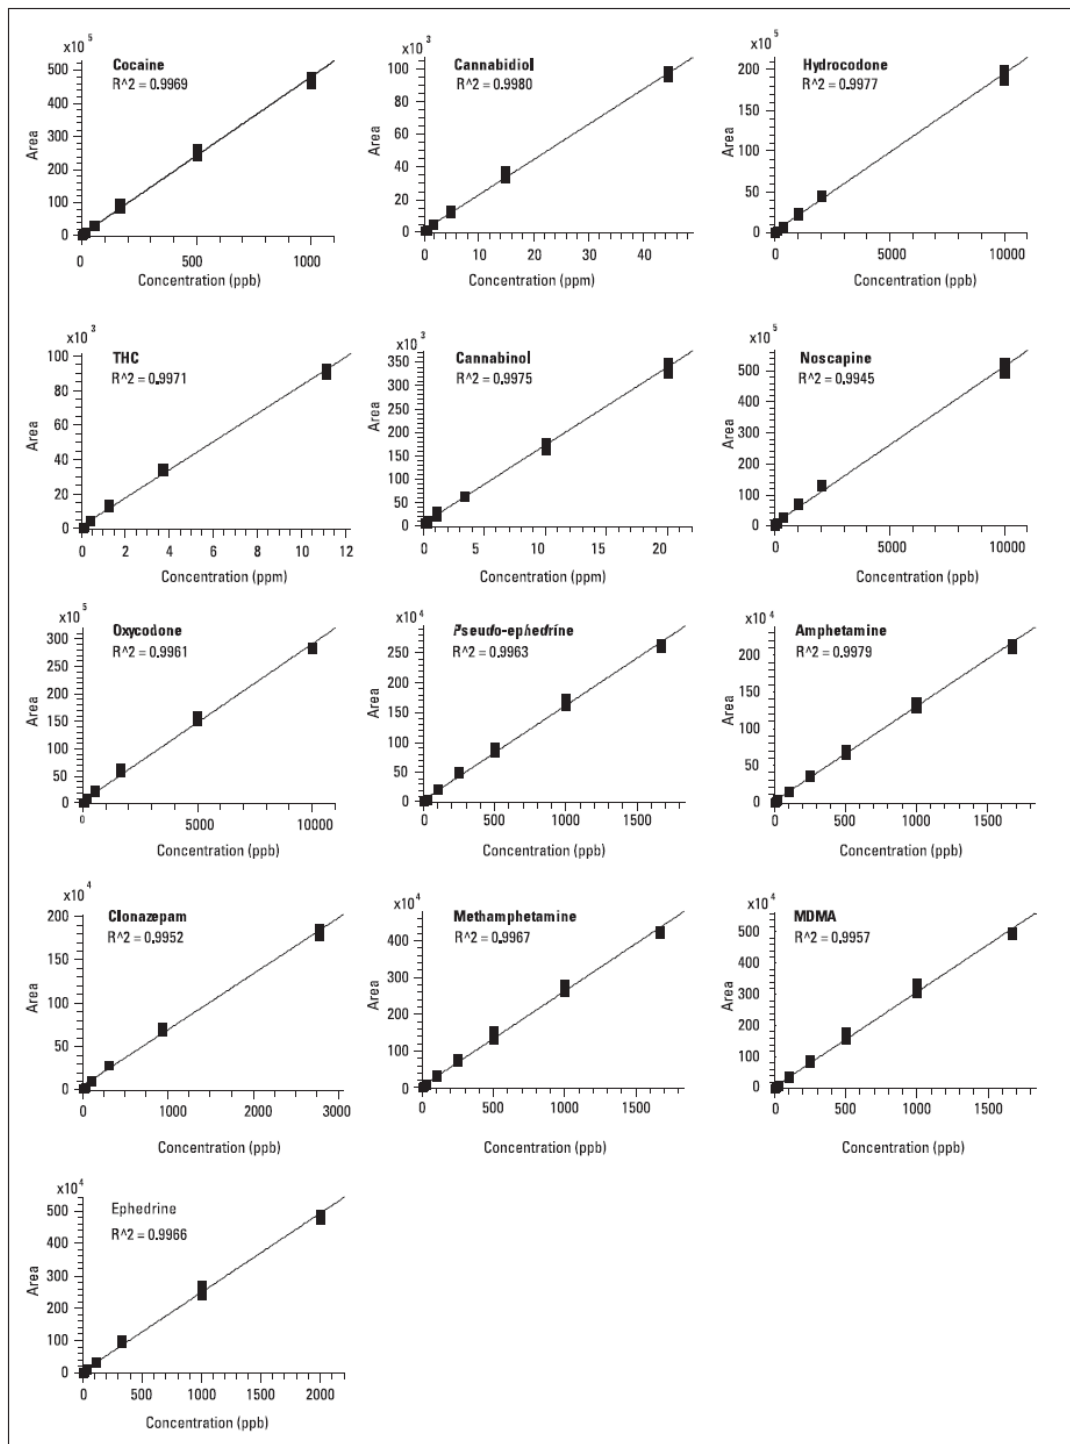 x10 5
Cocaine
R^2 = 0.9969
500
400
300
200
100
0
Area
0 500 1000
Concentration (ppb)
x10 3
Cannabidiol
R^2 = 0.9980
100
80
60
40
20
0
Area
0 10 20 30 40
Concentration (ppm)
x10 5
Hydrocodone
R^2 = 0.9977
200
150
100
50
0
Area
0 5000 10000
Concentration (ppb)
x10 3
THC
R^2 = 0.9971
100
80
60
40
20
0
Area
0 2 4 6 8 10 12
Concentration (ppm)
x10 3
Cannabinol
R^2 = 0.9975
350
300
250
200
150
100
50
0
Area
0 5 10 15 20
Concentration (ppm)
x10 5
Noscapine
R^2 = 0.9945
500
400
300
200
100
0
Area
0 5000 10000
Concentration (ppb)
x10 5
Oxycodone
R^2 = 0.9961
300
250
200
150
100
50
0
Area
0 5000 10000
Concentration (ppb)
x10 4
Pseudo-ephedrine
R^2 = 0.9963
250
200
150
100
50
0
Area
0 500 1000 1500
Concentration (ppb)
x10 4
Amphetamine
R^2 = 0.9979
200
150
100
50
0
Area
0 500 1000 1500
Concentration (ppb)
x10 4
Clonazepam
R^2 = 0.9952
200
150
100
50
0
Area
0 1000 2000 3000
Concentration (ppb)
x10 4
Methamphetamine
R^2 = 0.9967
400
300
200
100
0
Area
0 500 1000 1500
Concentration (ppb)
x10 4
MDMA
R^2 = 0.9957
500
400
300
200
100
0
Area
0 500 1000 1500
Concentration (ppb)
x10 4
Ephedrine
R^2 = 0.9966
500
400
300
200
100
0
Area
0 500 1000 1500 2000
Concentration (ppb)